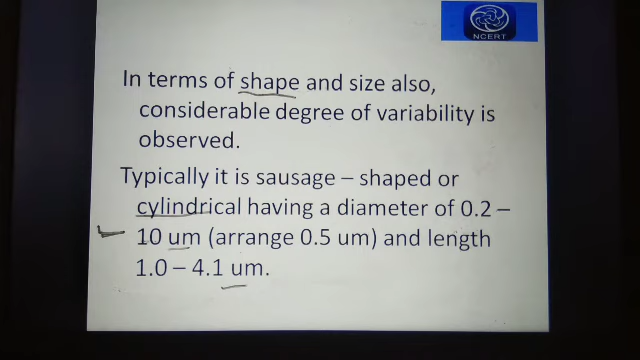 NCERT
In terms of shape and size also,
considerable degree of variability is
observed.
Typically it is sausage – shaped or
cylindrical having a diameter of 0.2 –
10 um (arrange 0.5 um) and length
1.0 – 4.1 um.